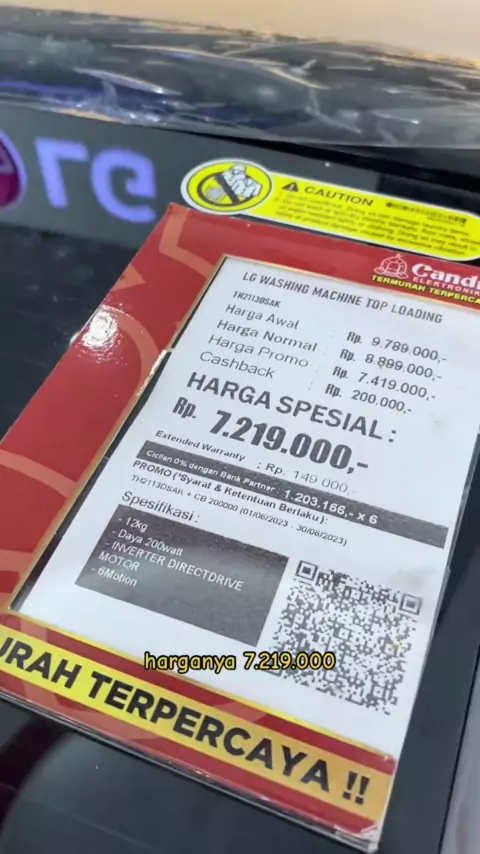 LG
CAUTION
Candi
ELEKTRONIK
TERMURAH TERPERCA
LG WASHING MACHINE TOP LOADING
TH2113DSAK
Harga Awal : Rp. 9.789.000,-
Harga Normal : Rp. 8.899.000,-
Harga Promo : Rp. 7.419.000,-
Cashback : Rp. 200.000,-
HARGA SPESIAL :
Rp. 7.219.000,-
Extended Warranty : Rp. 149.000,-
Cicilan 0% dengan Bank Partner : 1.203.166,- x 6
PROMO (*Syarat & Ketentuan Berlaku) :
TH2113DSAK + CB 200000 (01/06/2023 - 30/06/2023)
Spesifikasi :
- 12kg
- Daya 200watt
- INVERTER DIRECTDRIVE
MOTOR
- 6Motion
harganya 7.219.000
URAH TERPERCAYA !!